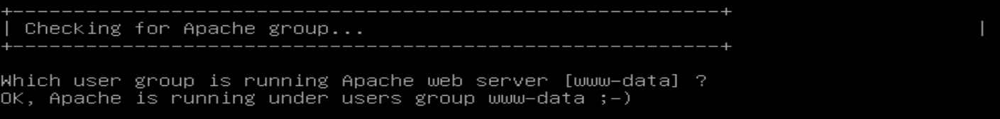 +----------------------------------------------------------+
| Checking for Apache group...                                                   |
+----------------------------------------------------------+
Which user group is running Apache web server [www-data] ?
OK, Apache is running under users group www-data ;-)